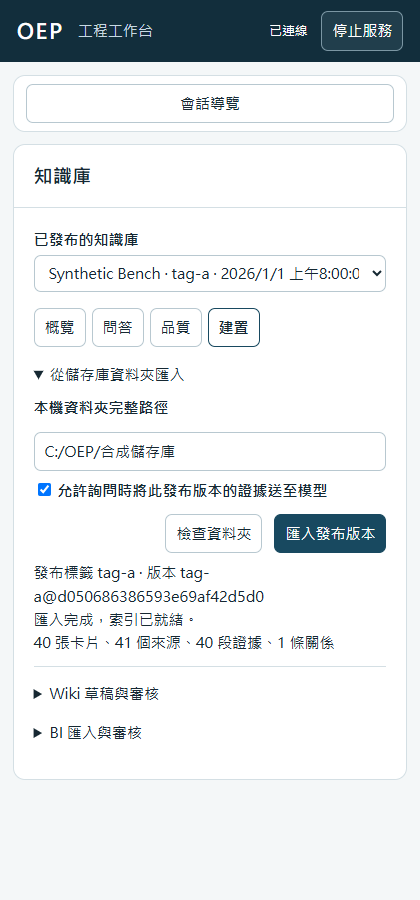 OEP 工程工作台 已連線 停止服務
會話導覽
知識庫
已發布的知識庫
Synthetic Bench · tag-a · 2026/1/1 上午8:00:0
概覽 問答 品質 建置
▼ 從儲存庫資料夾匯入
本機資料夾完整路徑
C:/OEP/合成儲存庫
允許詢問時將此發布版本的證據送至模型
檢查資料夾 匯入發布版本
發布標籤 tag-a · 版本 tag-
a@d050686386593e69af42d5d0
匯入完成，索引已就緒。
40 張卡片、41 個來源、40 段證據、1 條關係
▶ Wiki 草稿與審核
▶ BI 匯入與審核